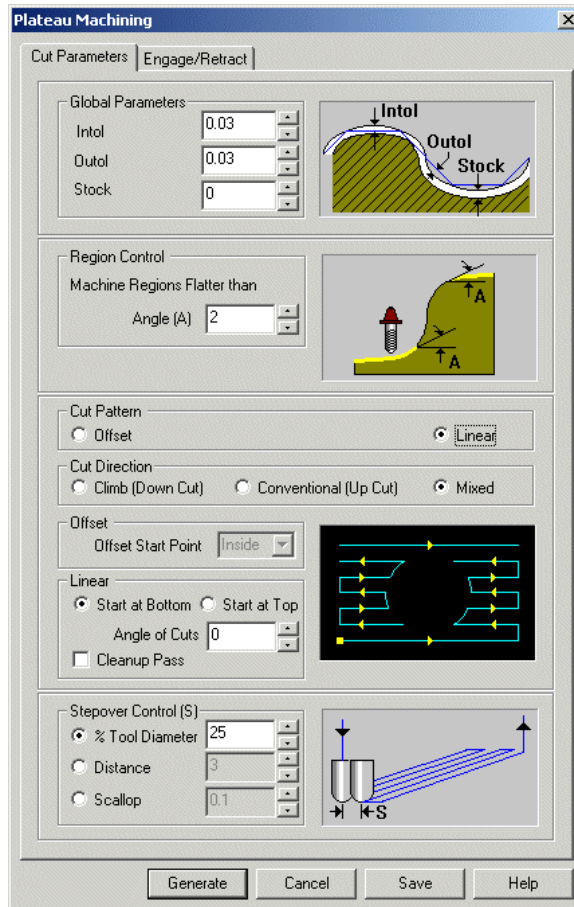 Plateau Machining
Cut Parameters Engage/Retract
Global Parameters
Intol 0.03
Outol 0.03
Stock 0
Intol
Outol
Stock
Region Control
Machine Regions Flatter than
Angle (A) 2
A
A
Cut Pattern
Offset Linear
Cut Direction
Climb (Down Cut) Conventional (Up Cut) Mixed
Offset
Offset Start Point Inside
Linear
Start at Bottom Start at Top
Angle of Cuts 0
Cleanup Pass
Stepover Control (S)
% Tool Diameter 25
Distance 3
Scallop 0.1
S
Generate Cancel Save Help